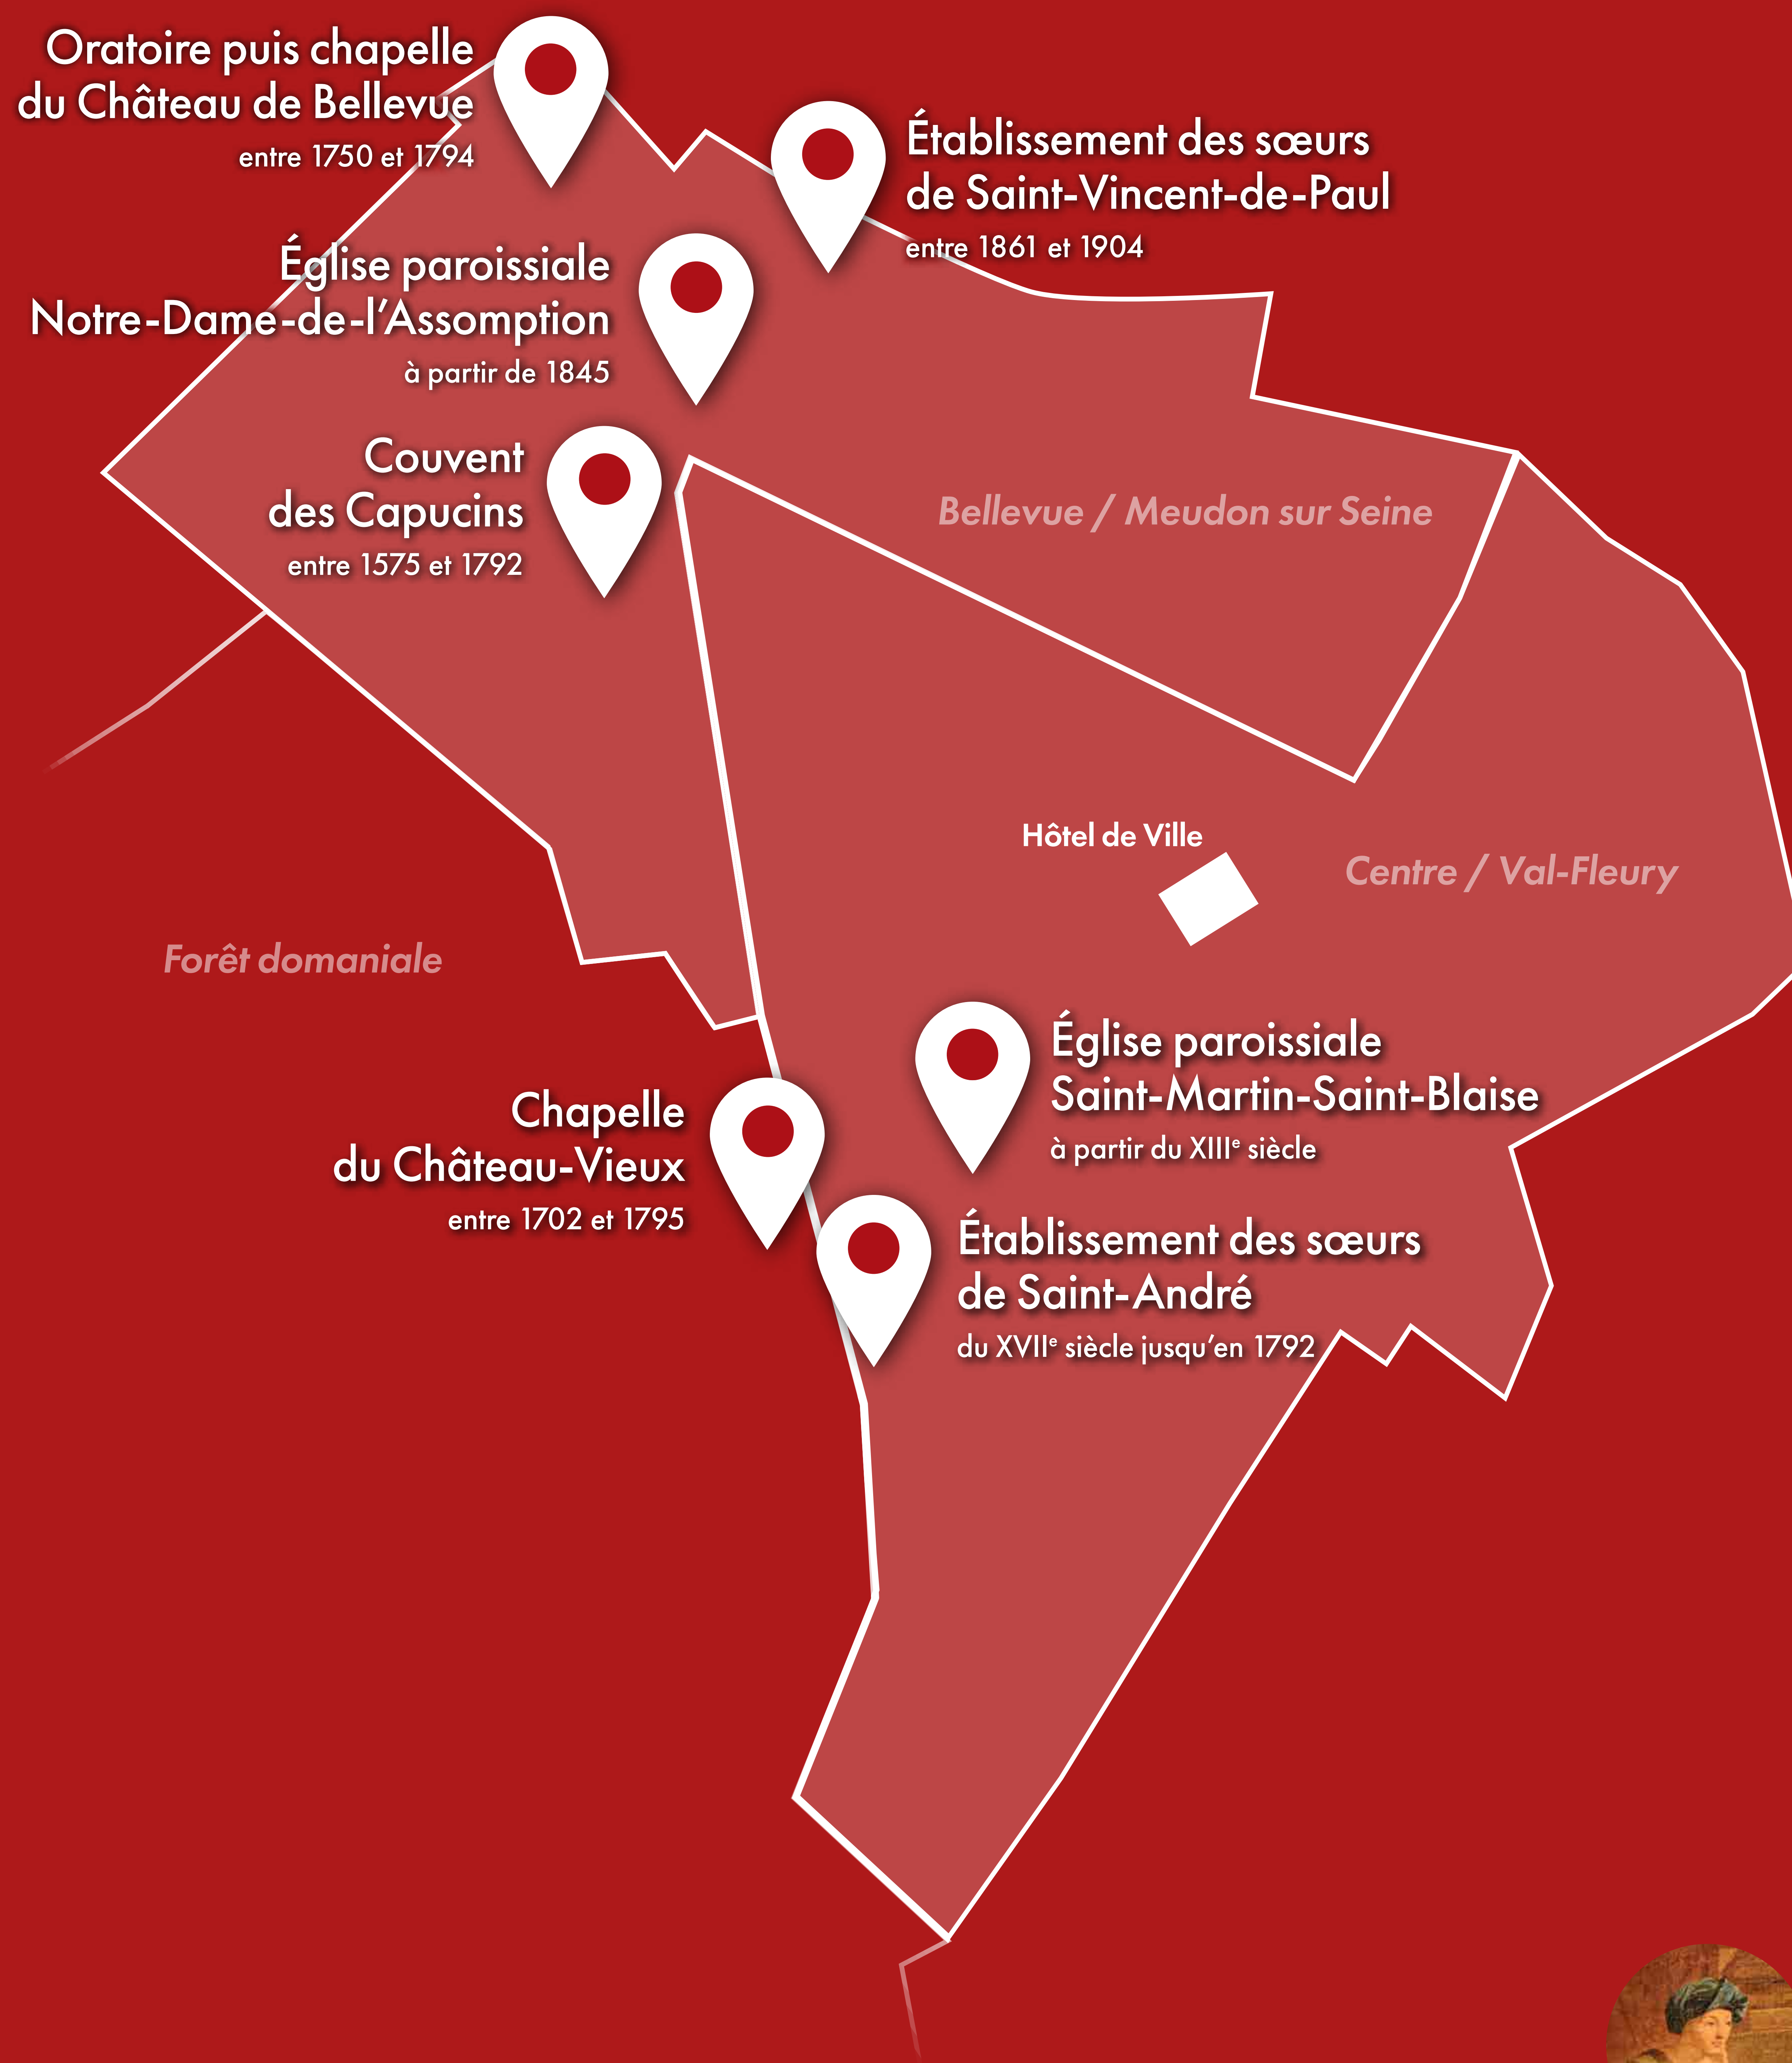 Oratoire puis chapelle
du Château de Bellevue
entre 1750 et 1794
Établissement des sœurs
de Saint-Vincent-de-Paul
entre 1861 et 1904
Église paroissiale
Notre-Dame-de-l’Assomption
à partir de 1845
Couvent
des Capucins
entre 1575 et 1792
Bellevue / Meudon sur Seine
Hôtel de Ville
Centre / Val-Fleury
Forêt domaniale
Église paroissiale
Saint-Martin-Saint-Blaise
à partir du XIIIᵉ siècle
Chapelle
du Château-Vieux
entre 1702 et 1795
Établissement des sœurs
de Saint-André
du XVIIᵉ siècle jusqu’en 1792